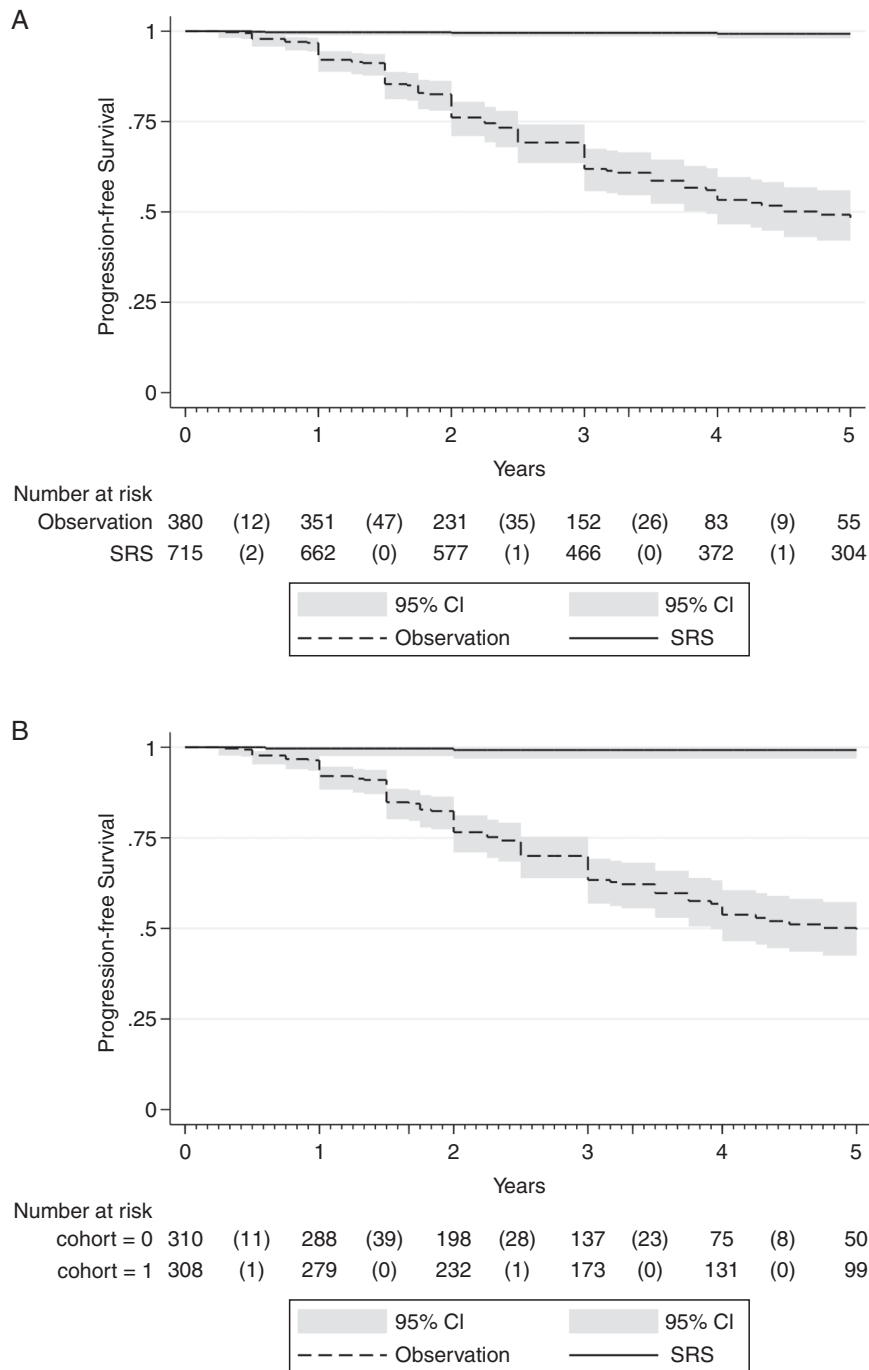 A
Progression-free Survival
1
.75
.5
.25
0
0 1 2 3 4 5
Years
Number at risk
Observation 380 (12) 351 (47) 231 (35) 152 (26) 83 (9) 55
SRS 715 (2) 662 (0) 577 (1) 466 (0) 372 (1) 304
95% CI 95% CI
Observation SRS
B
Progression-free Survival
1
.75
.5
.25
0
0 1 2 3 4 5
Years
Number at risk
cohort = 0 310 (11) 288 (39) 198 (28) 137 (23) 75 (8) 50
cohort = 1 308 (1) 279 (0) 232 (1) 173 (0) 131 (0) 99
95% CI 95% CI
Observation SRS